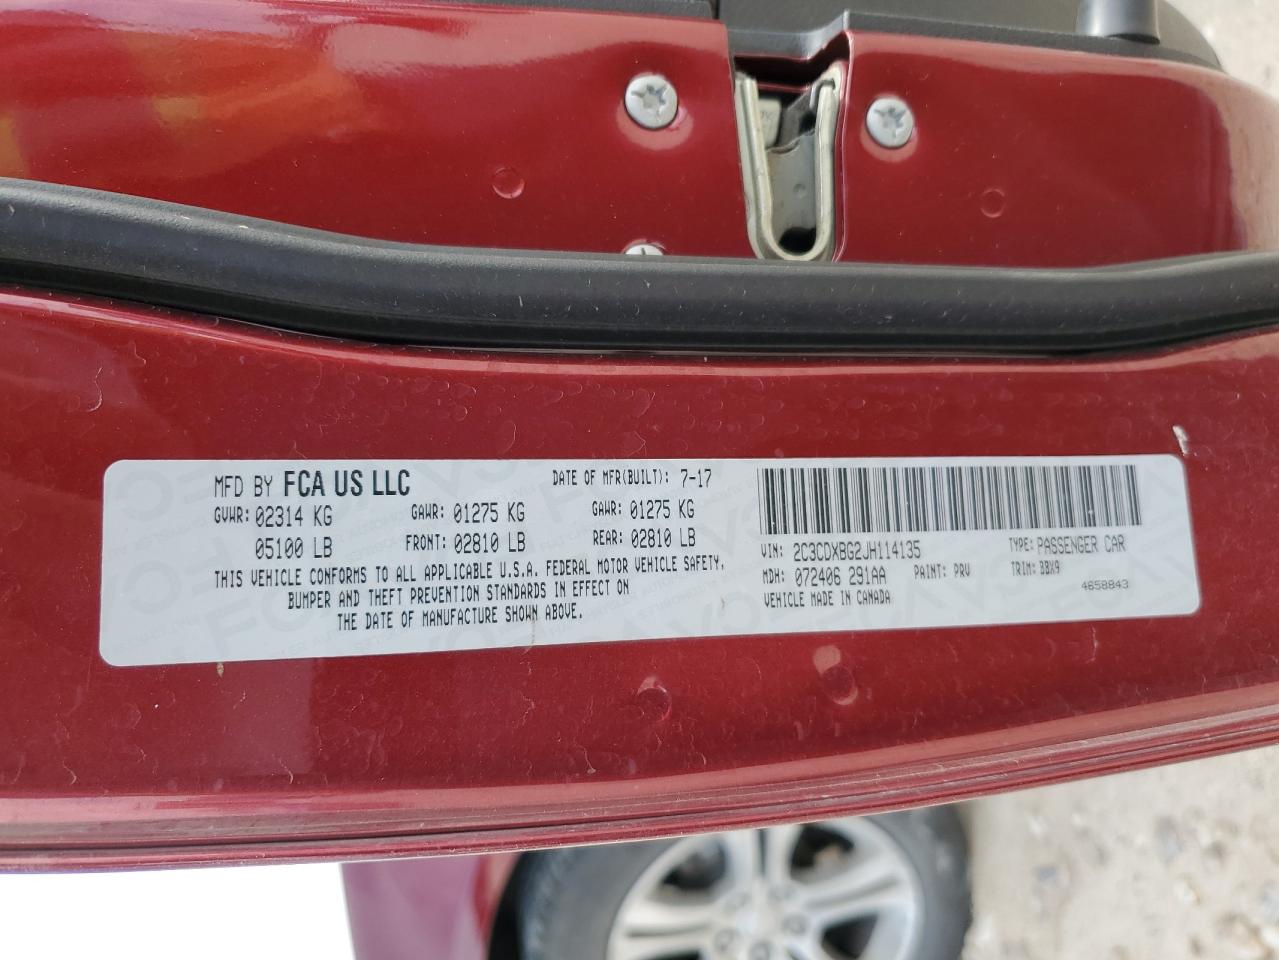 MFD BY FCA US LLC DATE OF MFR(BUILT): 7-17
GVWR: 02314 KG GAWR: 01275 KG GAWR: 01275 KG
05100 LB FRONT: 02810 LB REAR: 02810 LB
THIS VEHICLE CONFORMS TO ALL APPLICABLE U.S.A. FEDERAL MOTOR VEHICLE SAFETY,
BUMPER AND THEFT PREVENTION STANDARDS IN EFFECT ON
THE DATE OF MANUFACTURE SHOWN ABOVE.
VIN: 2C3CDXBG2JH114135 TYPE: PASSENGER CAR
MDH: 072406 291AA PAINT: PRV TRIM: BBX9
VEHICLE MADE IN CANADA 4658843